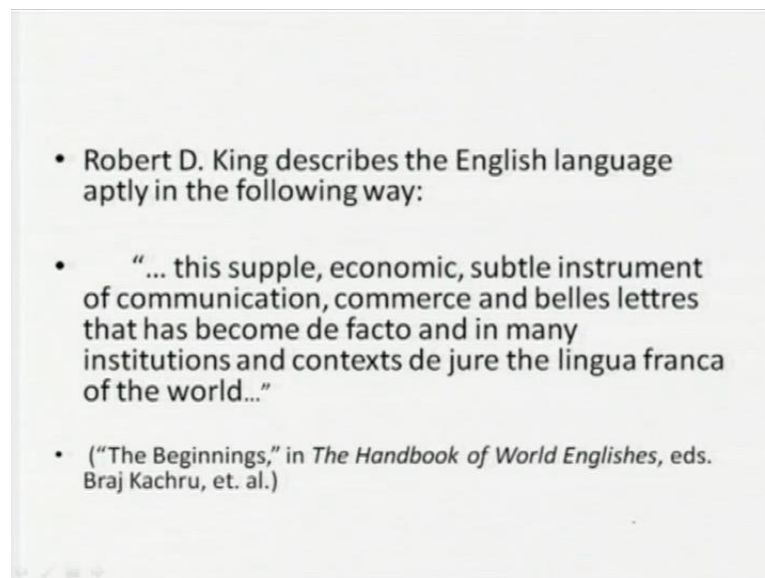 • Robert D. King describes the English language
aptly in the following way:
• “... this supple, economic, subtle instrument
of communication, commerce and belles lettres
that has become de facto and in many
institutions and contexts de jure the lingua franca
of the world...”
• (“The Beginnings,” in The Handbook of World Englishes, eds.
Braj Kachru, et. al.)